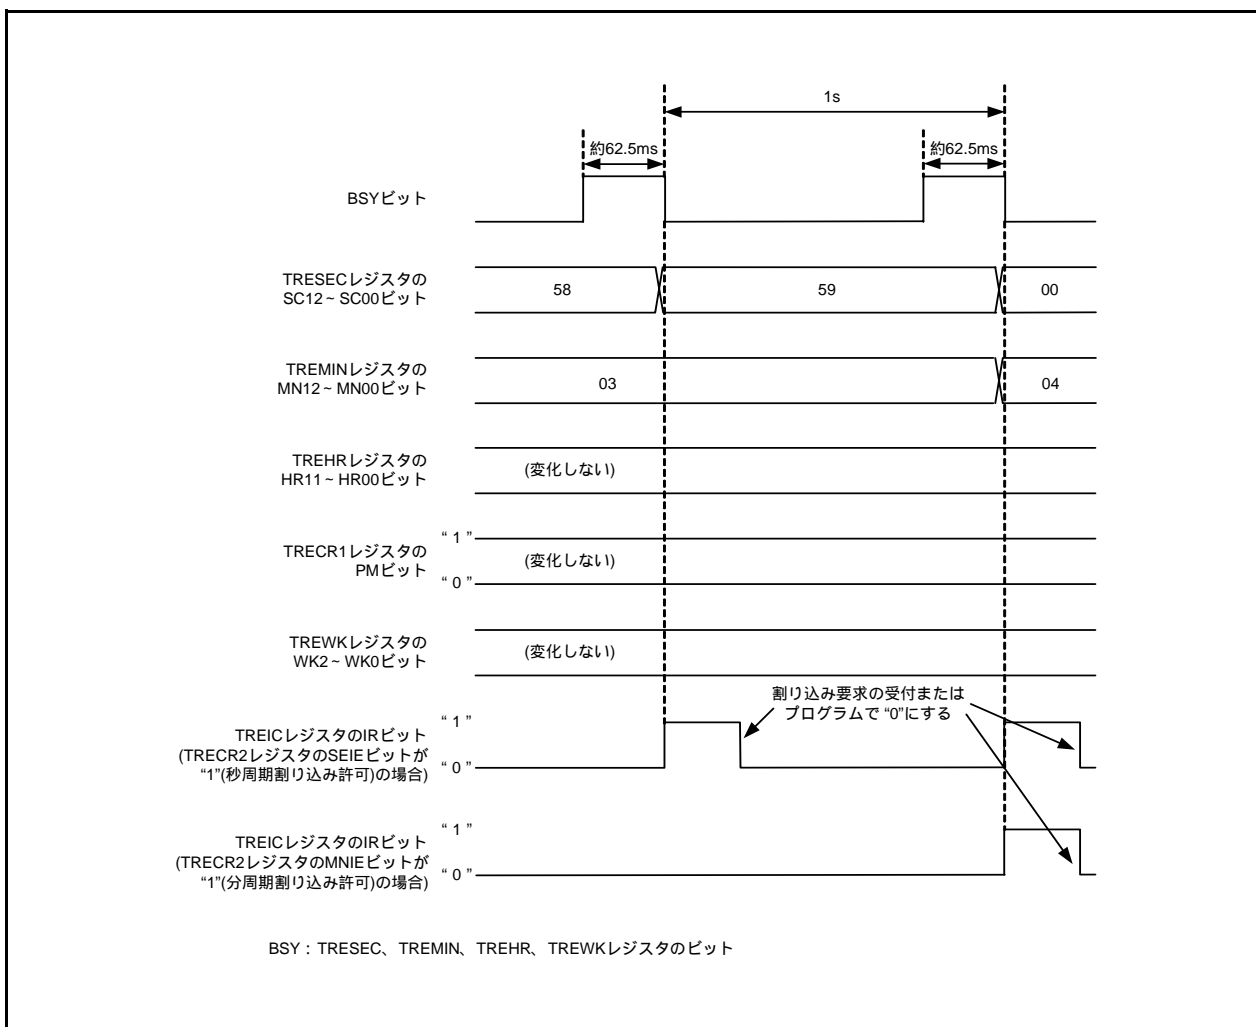 1s
約62.5ms
約62.5ms
BSYビット
TRESECレジスタの
SC12~SC00ビット
58
59
00
TREMINレジスタの
MN12~MN00ビット
03
04
TREHRレジスタの
HR11~HR00ビット
(変化しない)
TRECR1レジスタの
PMビット
“1”
“0”
(変化しない)
TREWKレジスタの
WK2~WK0ビット
(変化しない)
割り込み要求の受付または
プログラムで “0”にする
TREICレジスタのIRビット
(TRECR2レジスタのSEIEビットが
“1”(秒周期割り込み許可)の場合)
“1”
“0”
TREICレジスタのIRビット
(TRECR2レジスタのMNIEビットが
“1”(分周期割り込み許可)の場合)
“1”
“0”
BSY：TRESEC、TREMIN、TREHR、TREWKレジスタのビット